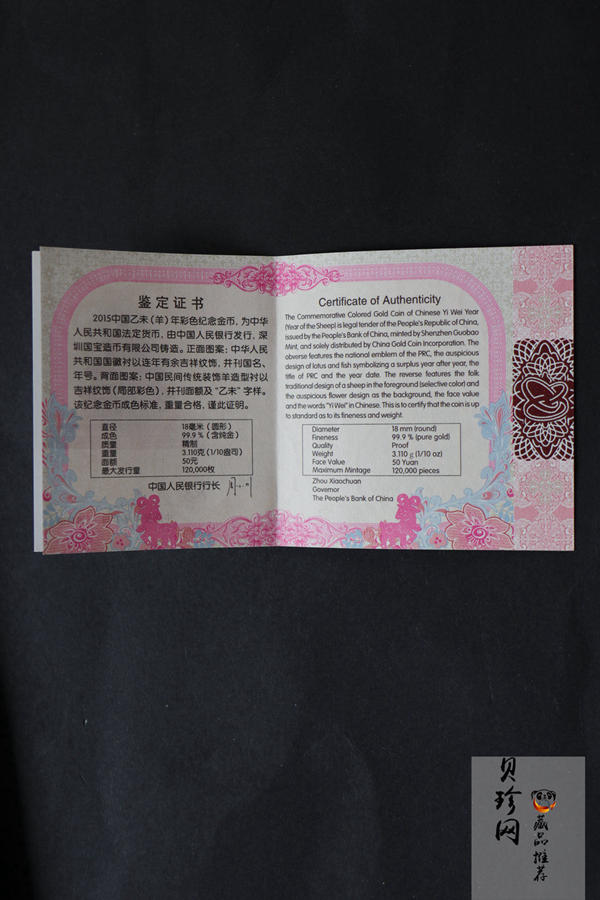 鉴定证书
2015中国乙未（羊）年彩色纪念金币，为中华
人民共和国法定货币，由中国人民银行发行，深
圳国宝造币有限公司铸造。正面图案：中华人民
共和国国徽衬以连年有余吉祥纹饰，并刊国名、
年号。背面图案：中国民间传统装饰羊造型衬以
吉祥纹饰（局部彩色），并刊面额及“乙未”字样。
该纪念金币成色标准，重量合格，谨此证明。
直径 18毫米（圆形）
成色 99.9％（含纯金）
质量 精制
重量 3.110克(1/10盎司)
面额 50元
最大发行量 120,000枚
中国人民银行行长
Certificate of Authenticity
The Commemorative Colored Gold Coin of Chinese Yi Wei Year
(Year of the Sheep) is legal tender of the People's Republic of China,
issued by the People's Bank of China, minted by Shenzhen Guobao
Mint, and solely distributed by China Gold Coin Incorporation. The
obverse features the national emblem of the PRC, the auspicious
design of lotus and fish symbolizing a surplus year after year, the
title of PRC and the year date. The reverse features the folk
traditional design of a sheep in the foreground (selective color) and
the auspicious flower design as the background, the face value
and the words "Yi Wei" in Chinese. This is to certify that the coin is up
to standard as to its fineness and weight.
Diameter 18 mm (round)
Fineness 99.9 % (pure gold)
Quality Proof
Weight 3.110 g (1/10 oz)
Face Value 50 Yuan
Maximum Mintage 120,000 pieces
Zhou Xiaochuan
Governor
The People's Bank of China
贝珍网
藏品推荐